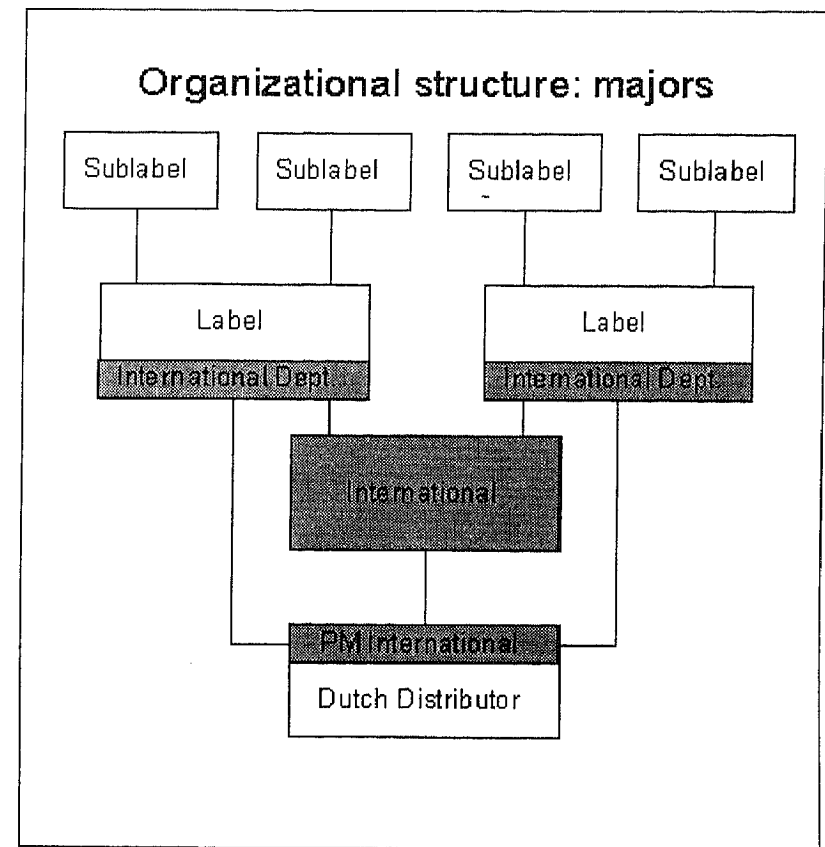 Organizational structure: majors
Sublabel Sublabel Sublabel Sublabel
Label Label
International Dept. International Dept.
International
PM International
Dutch Distributor